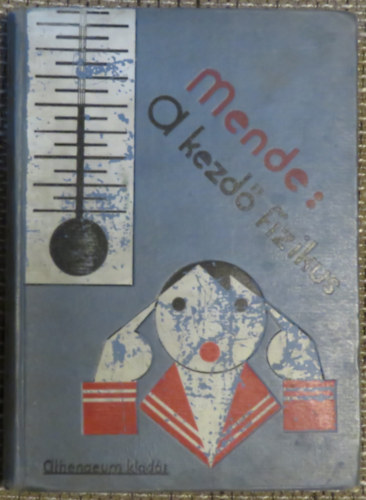 Mende:
A kezdő fizikus
Athenaeum kiadás